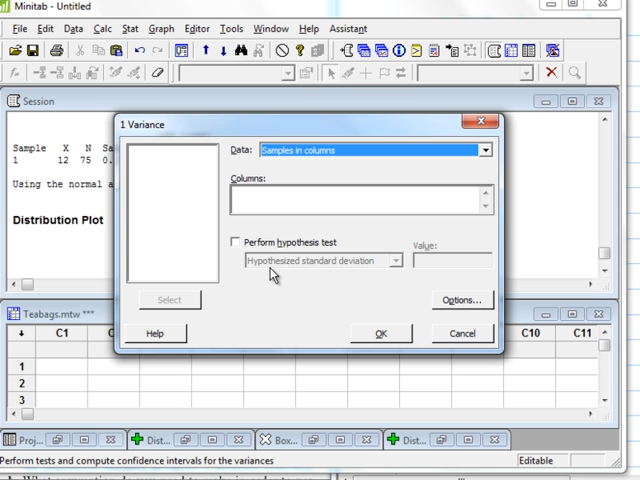 Minitab - Untitled
File Edit Data Calc Stat Graph Editor Tools Window Help Assistant
Session
1 Variance
Data: Samples in columns
Columns:
Sample X N Sa
1 12 75 0.
Using the normal a
Distribution Plot
Perform hypothesis test
Hypothesized standard deviation
Value:
Select
Options...
Help
OK
Cancel
Teabags.mtw ***
C1 C C10 C11
1
2
3
Proj... Dist... Box... Dist...
Perform tests and compute confidence intervals for the variances
Editable